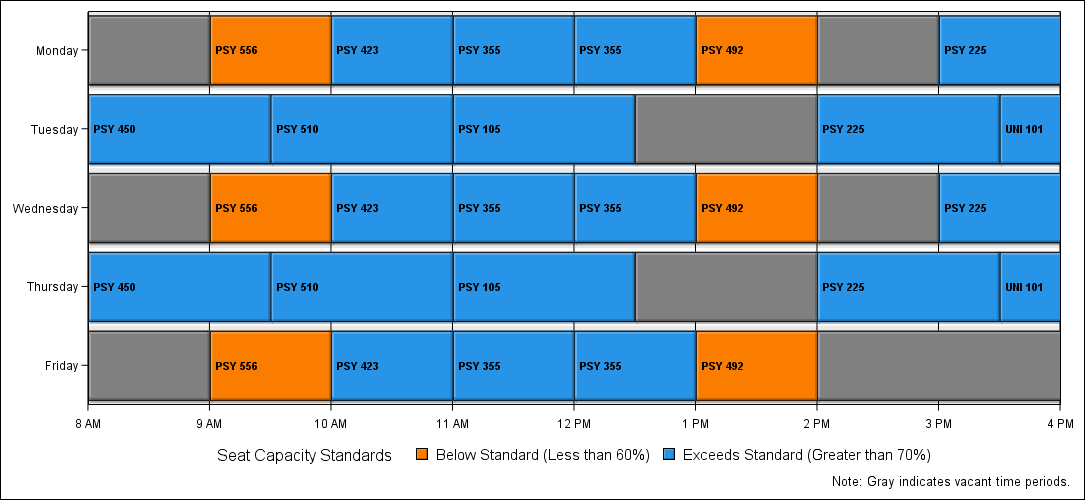 Monday PSY 556 PSY 423 PSY 355 PSY 355 PSY 492 PSY 225
Tuesday PSY 450 PSY 510 PSY 105 PSY 225 UNI 101
Wednesday PSY 556 PSY 423 PSY 355 PSY 355 PSY 492 PSY 225
Thursday PSY 450 PSY 510 PSY 105 PSY 225 UNI 101
Friday PSY 556 PSY 423 PSY 355 PSY 355 PSY 492
8 AM 9 AM 10 AM 11 AM 12 PM 1 PM 2 PM 3 PM 4 PM
Seat Capacity Standards Below Standard (Less than 60%) Exceeds Standard (Greater than 70%)
Note: Gray indicates vacant time periods.